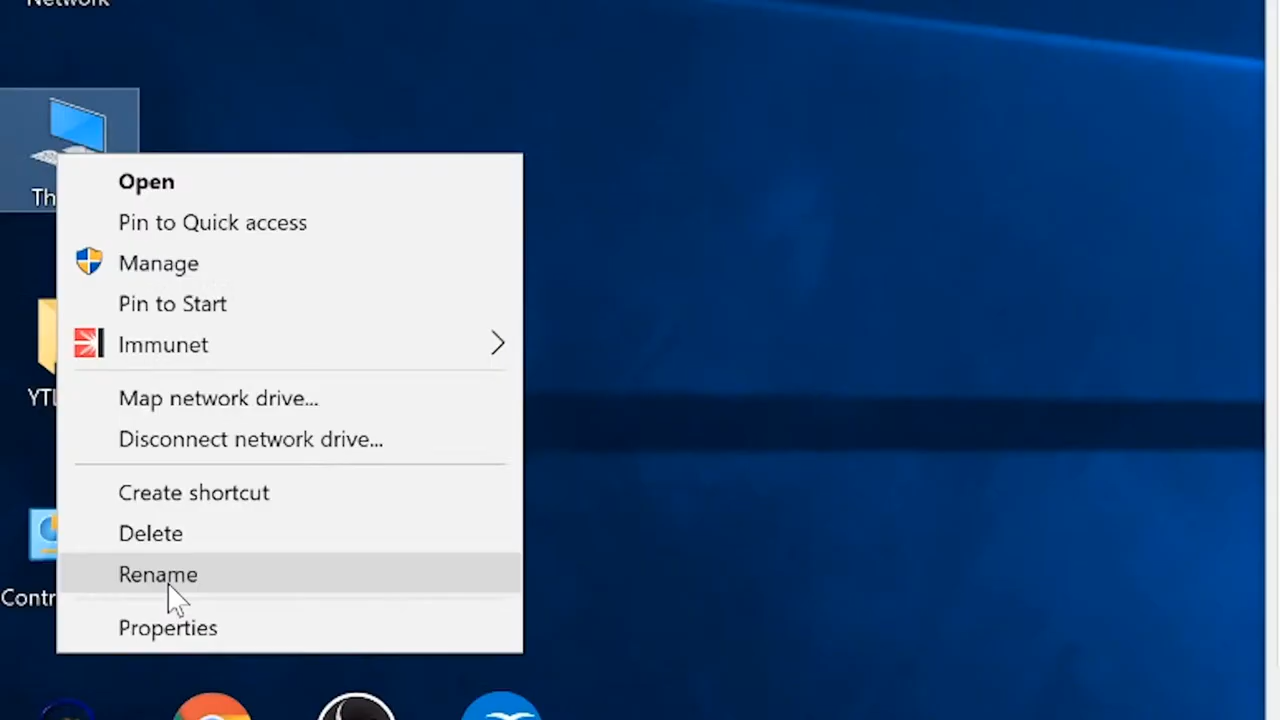 Network
Th
Open
Pin to Quick access
Manage
Pin to Start
Immunet
YTL
Map network drive...
Disconnect network drive...
Create shortcut
Delete
Rename
Contr
Properties